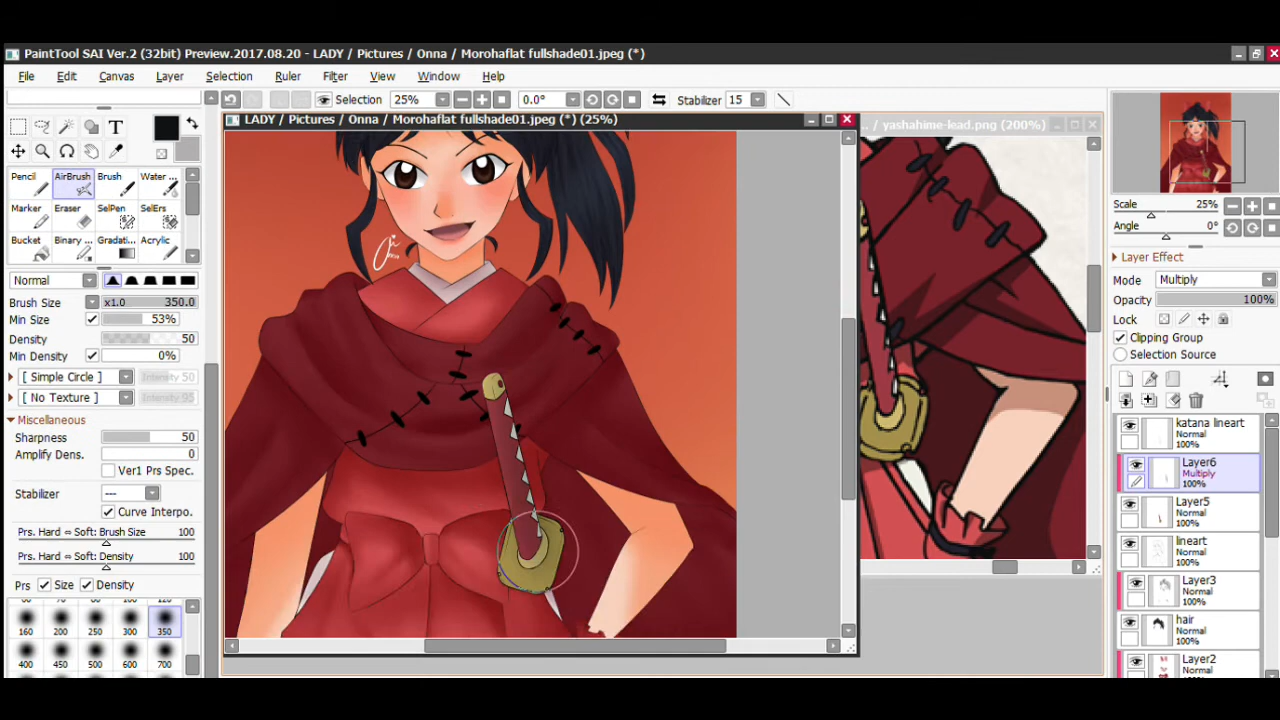 PaintTool SAI Ver.2 (32bit) Preview.2017.08.20 - LADY / Pictures / Onna / Morohaflat fullshade01.jpeg (*)
File Edit Canvas Layer Selection Ruler Filter View Window Help
Selection 25% 0.0° Stabilizer 15
LADY / Pictures / Onna / Morohaflat fullshade01.jpeg (*) (25%)
.. / yashahime-lead.png (200%)
T
Pencil AirBrush Brush Water ...
Marker Eraser SelPen SelErs
Bucket Binary ... Gradati... Acrylic
Normal
Brush Size x1.0 350.0
Min Size 53%
Density 50
Min Density 0%
[ Simple Circle ] Intensity 50
[ No Texture ] Intensity 95
Miscellaneous
Sharpness 50
Amplify Dens. 0
Ver1 Prs Spec.
Stabilizer ---
Curve Interpo.
Prs. Hard ⇔ Soft: Brush Size 100
Prs. Hard ⇔ Soft: Density 100
Prs Size Density
160 200 250 300 350
400 450 500 600 700
Scale 25%
Angle 0°
Layer Effect
Mode Multiply
Opacity 100%
Lock
Clipping Group
Selection Source
katana lineart
Normal
100%
Layer6
Multiply
100%
Layer5
Normal
100%
lineart
Normal
100%
Layer3
Normal
100%
hair
Normal
100%
Layer2
Normal